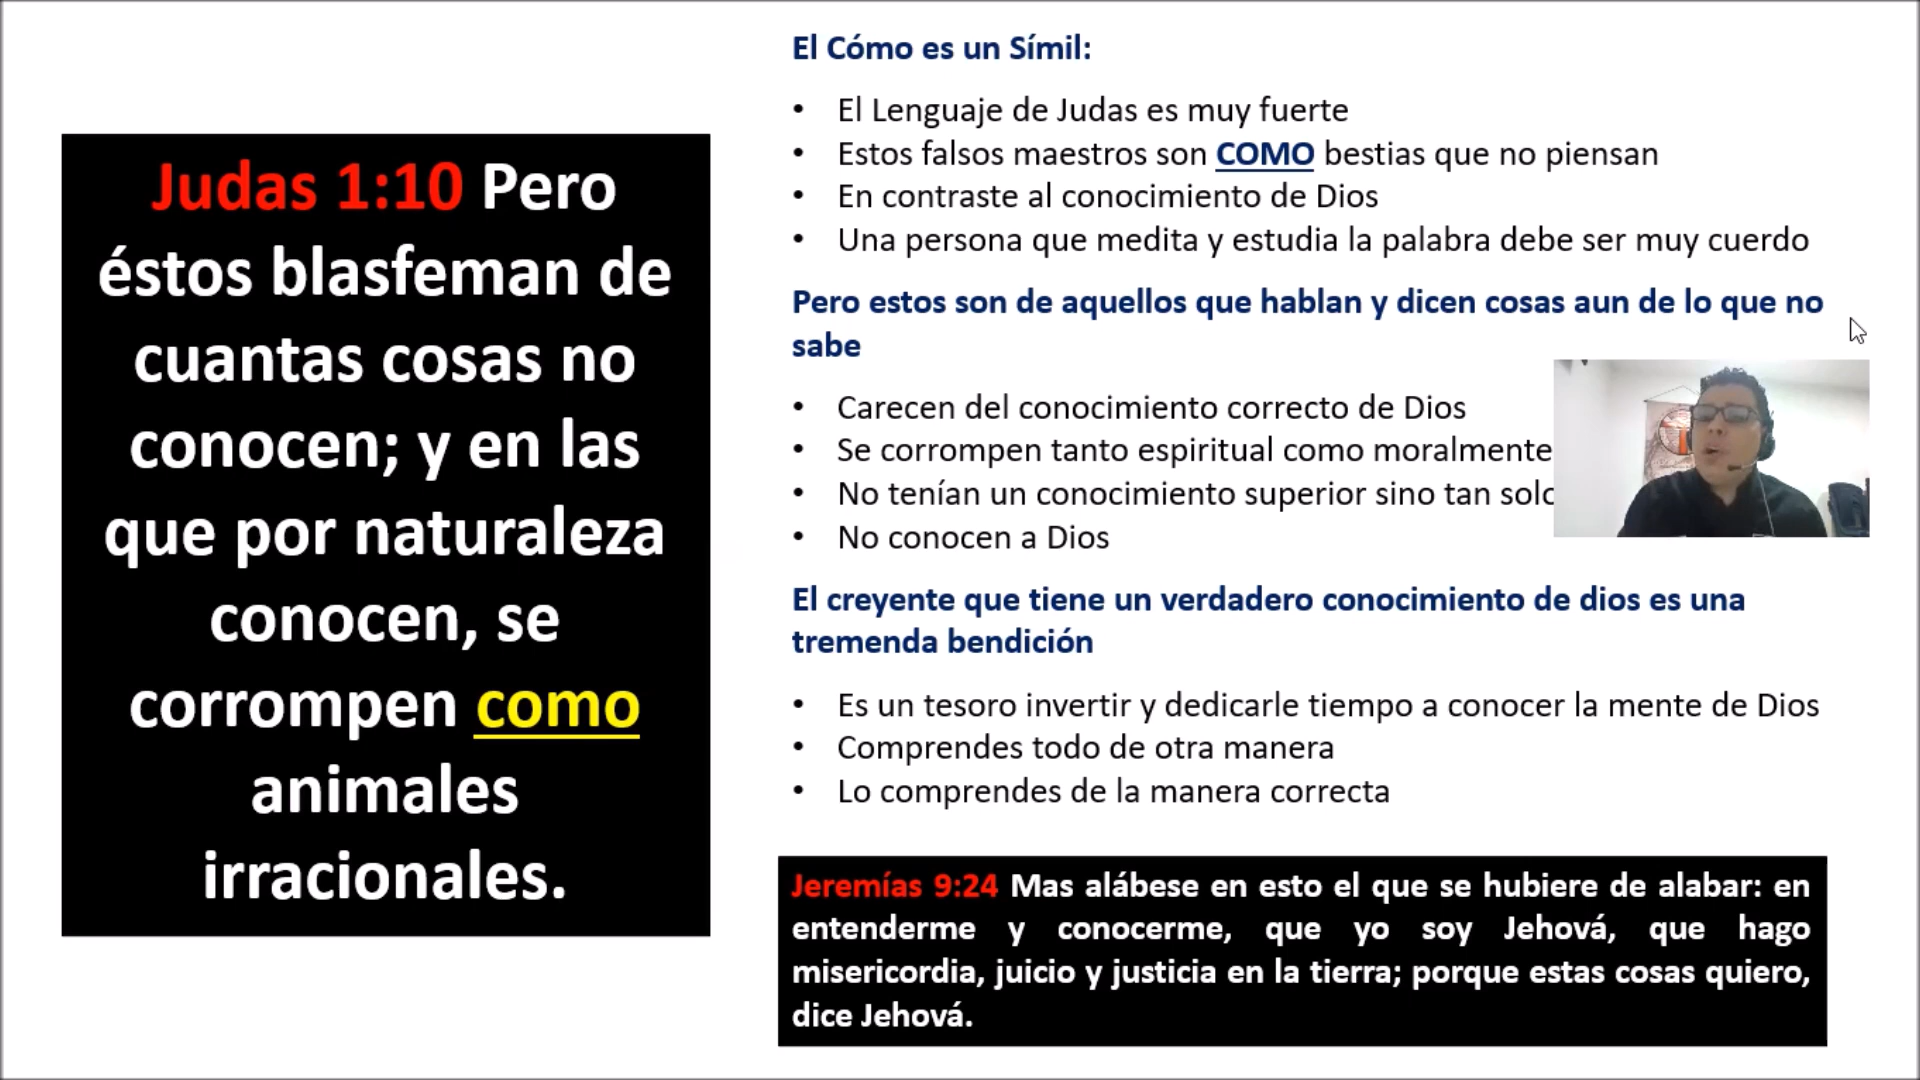 Judas 1:10 Pero
éstos blasfeman de
cuantas cosas no
conocen; y en las
que por naturaleza
conocen, se
corrompen como
animales
irracionales.
El Cómo es un Símil:
• El Lenguaje de Judas es muy fuerte
• Estos falsos maestros son COMO bestias que no piensan
• En contraste al conocimiento de Dios
• Una persona que medita y estudia la palabra debe ser muy cuerdo
Pero estos son de aquellos que hablan y dicen cosas aun de lo que no
sabe
• Carecen del conocimiento correcto de Dios
• Se corrompen tanto espiritual como moralmente
• No tenían un conocimiento superior sino tan solo
• No conocen a Dios
El creyente que tiene un verdadero conocimiento de dios es una
tremenda bendición
• Es un tesoro invertir y dedicarle tiempo a conocer la mente de Dios
• Comprendes todo de otra manera
• Lo comprendes de la manera correcta
Jeremías 9:24 Mas alábese en esto el que se hubiere de alabar: en
entenderme y conocerme, que yo soy Jehová, que hago
misericordia, juicio y justicia en la tierra; porque estas cosas quiero,
dice Jehová.